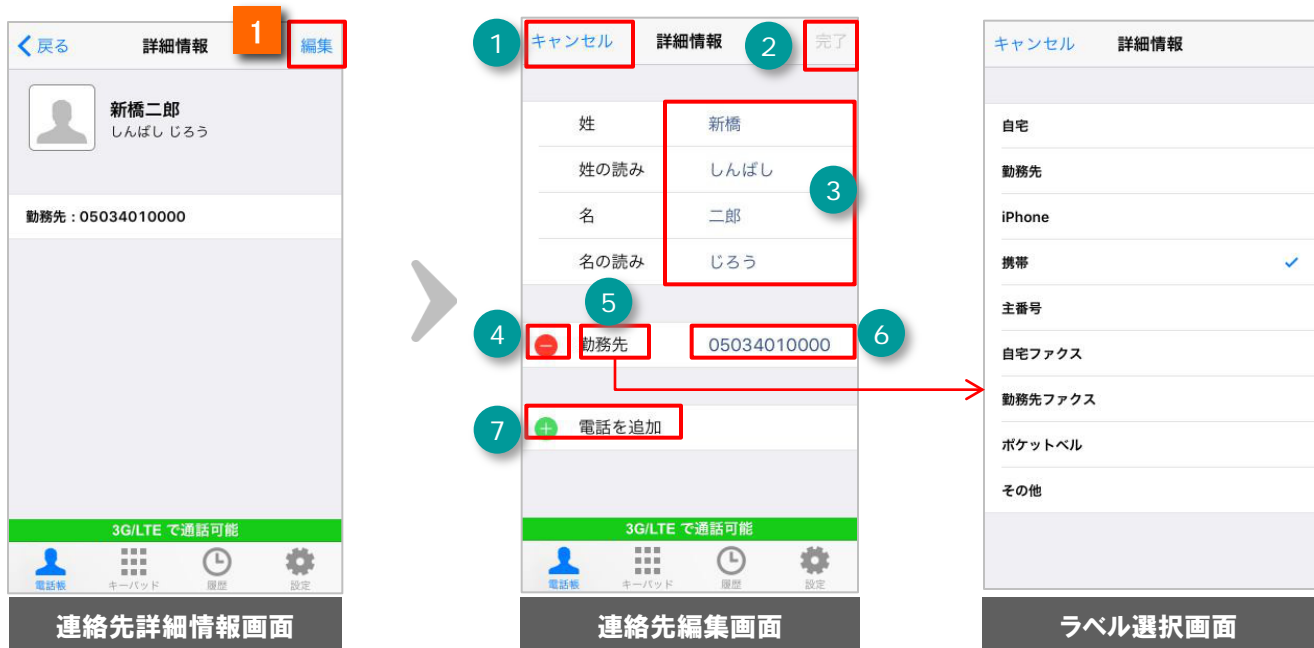 戻る 詳細情報 1 編集
新橋二郎
しんばし じろう
勤務先 : 05034010000
3G/LTE で通話可能
電話帳 キーパッド 履歴 設定
連絡先詳細情報画面
1 キャンセル 詳細情報 2 完了
姓 新橋
姓の読み しんばし
3
名 二郎
名の読み じろう
5
4 勤務先 05034010000 6
7 電話を追加
3G/LTE で通話可能
電話帳 キーパッド 履歴 設定
連絡先編集画面
キャンセル 詳細情報
自宅
勤務先
iPhone
携帯
主番号
自宅ファクス
勤務先ファクス
ポケットベル
その他
ラベル選択画面